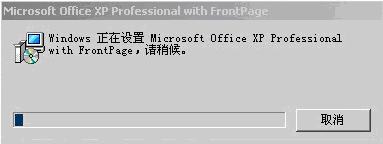 Microsoft Office XP Professional with FrontPage
Windows 正在设置 Microsoft Office XP Professional
with FrontPage，请稍候。
取消